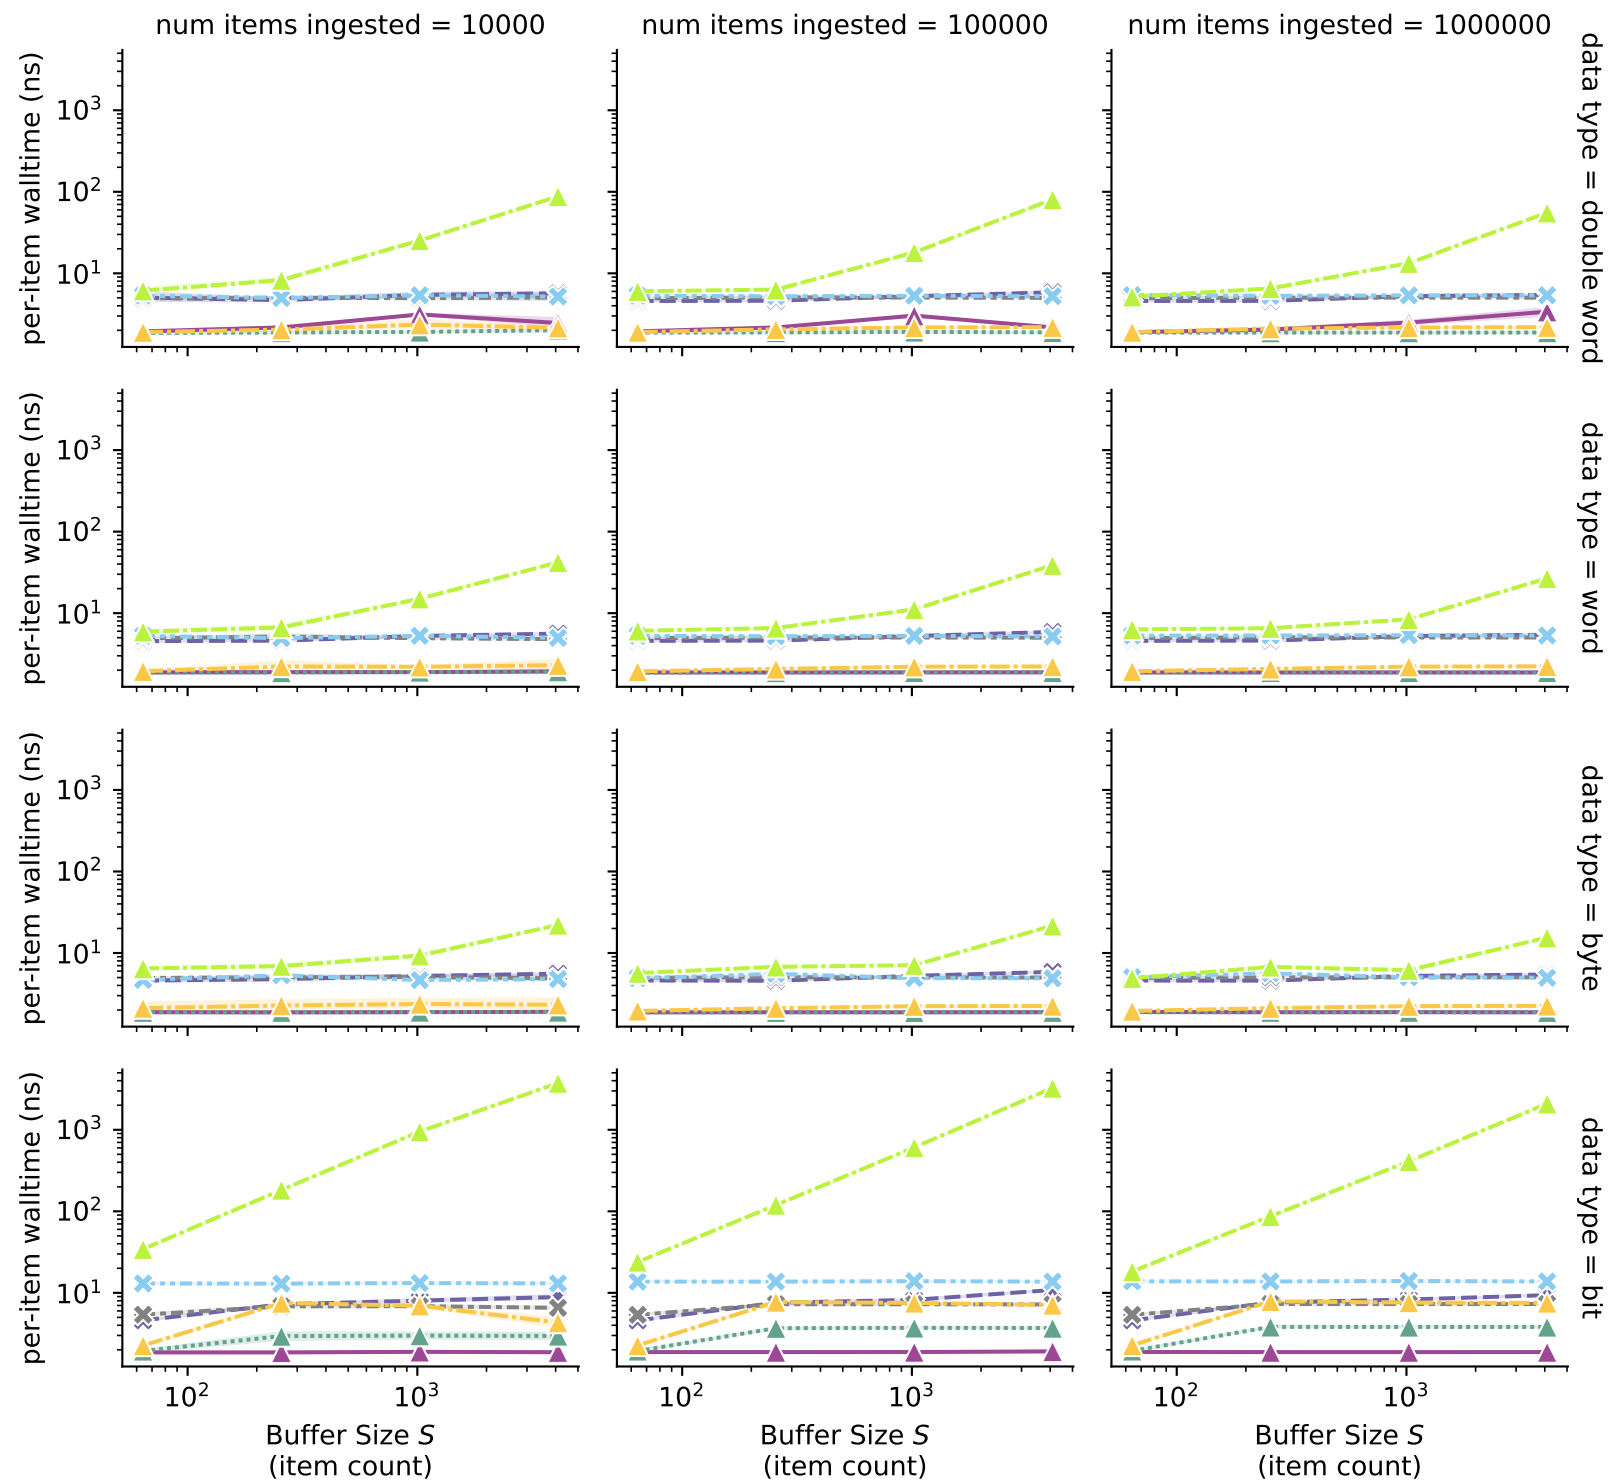 num items ingested = 10000
num items ingested = 100000
num items ingested = 1000000
per-item walltime (ns)
10³
10²
10¹
data type = double word
per-item walltime (ns)
10³
10²
10¹
data type = word
per-item walltime (ns)
10³
10²
10¹
data type = byte
per-item walltime (ns)
10³
10²
10¹
data type = bit
10² 10³
10² 10³
10² 10³
Buffer Size S
(item count)
Buffer Size S
(item count)
Buffer Size S
(item count)